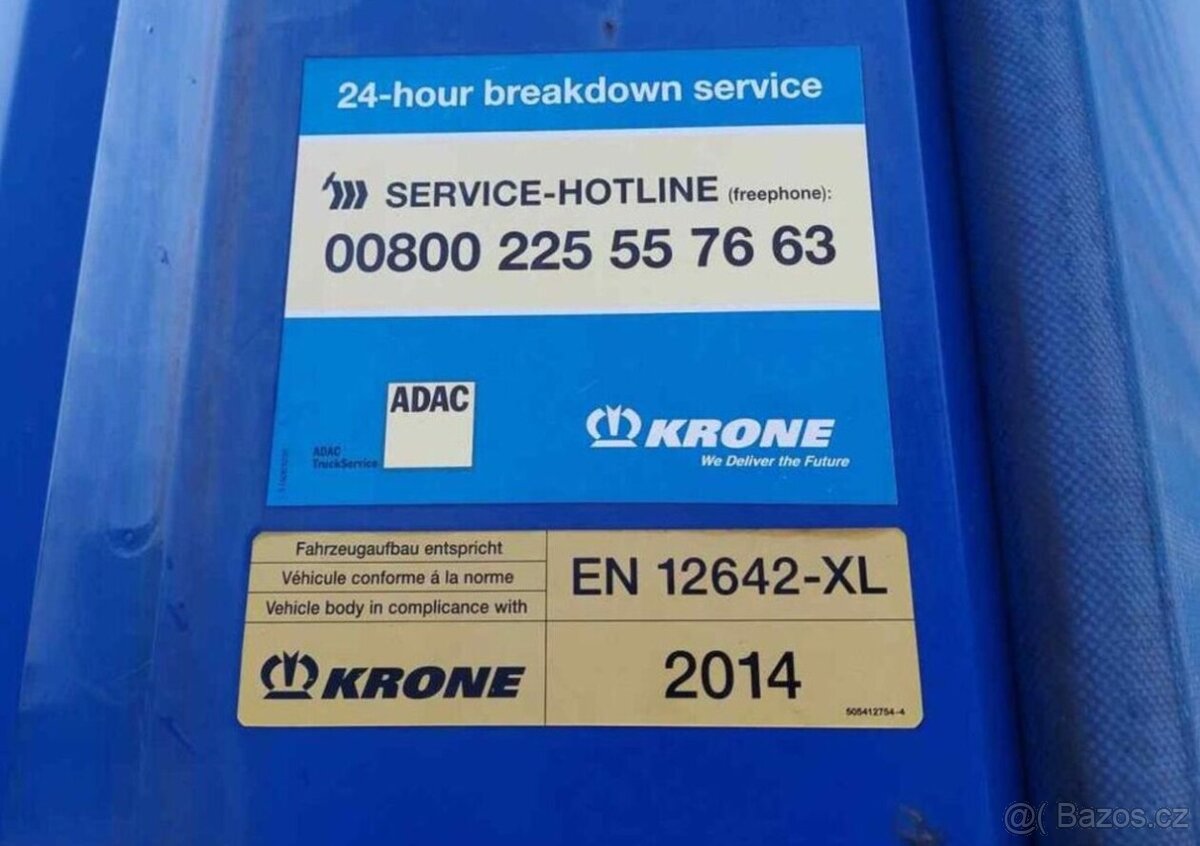 24-hour breakdown service
SERVICE-HOTLINE (freephone):
00800 225 55 76 63
ADAC
ADAC
TruckService
KRONE
We Deliver the Future
Fahrzeugaufbau entspricht
Véhicule conforme á la norme
Vehicle body in complicance with
EN 12642-XL
KRONE
2014
505412754-4
@( Bazos.cz